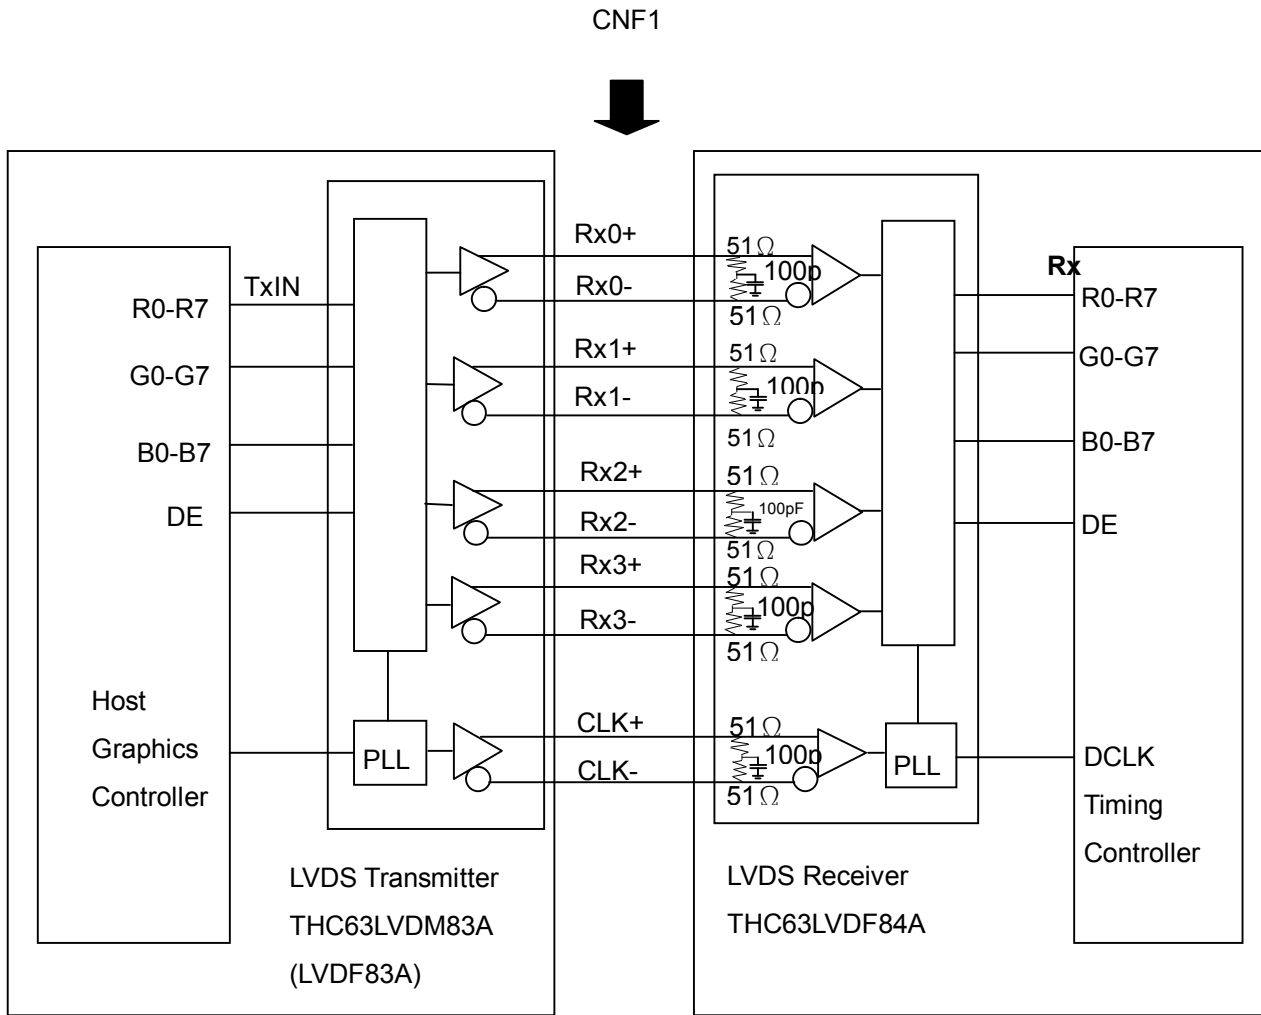 CNF1
TxIN
R0-R7
G0-G7
B0-B7
DE
Host
Graphics
Controller
PLL
LVDS Transmitter
THC63LVDM83A
(LVDF83A)
Rx0+
Rx0-
Rx1+
Rx1-
Rx2+
Rx2-
Rx3+
Rx3-
CLK+
CLK-
51Ω
100p
51Ω
51Ω
100p
51Ω
51Ω
100pF
51Ω
51Ω
100p
51Ω
51Ω
100p
51Ω
PLL
LVDS Receiver
THC63LVDF84A
Rx
R0-R7
G0-G7
B0-B7
DE
DCLK
Timing
Controller